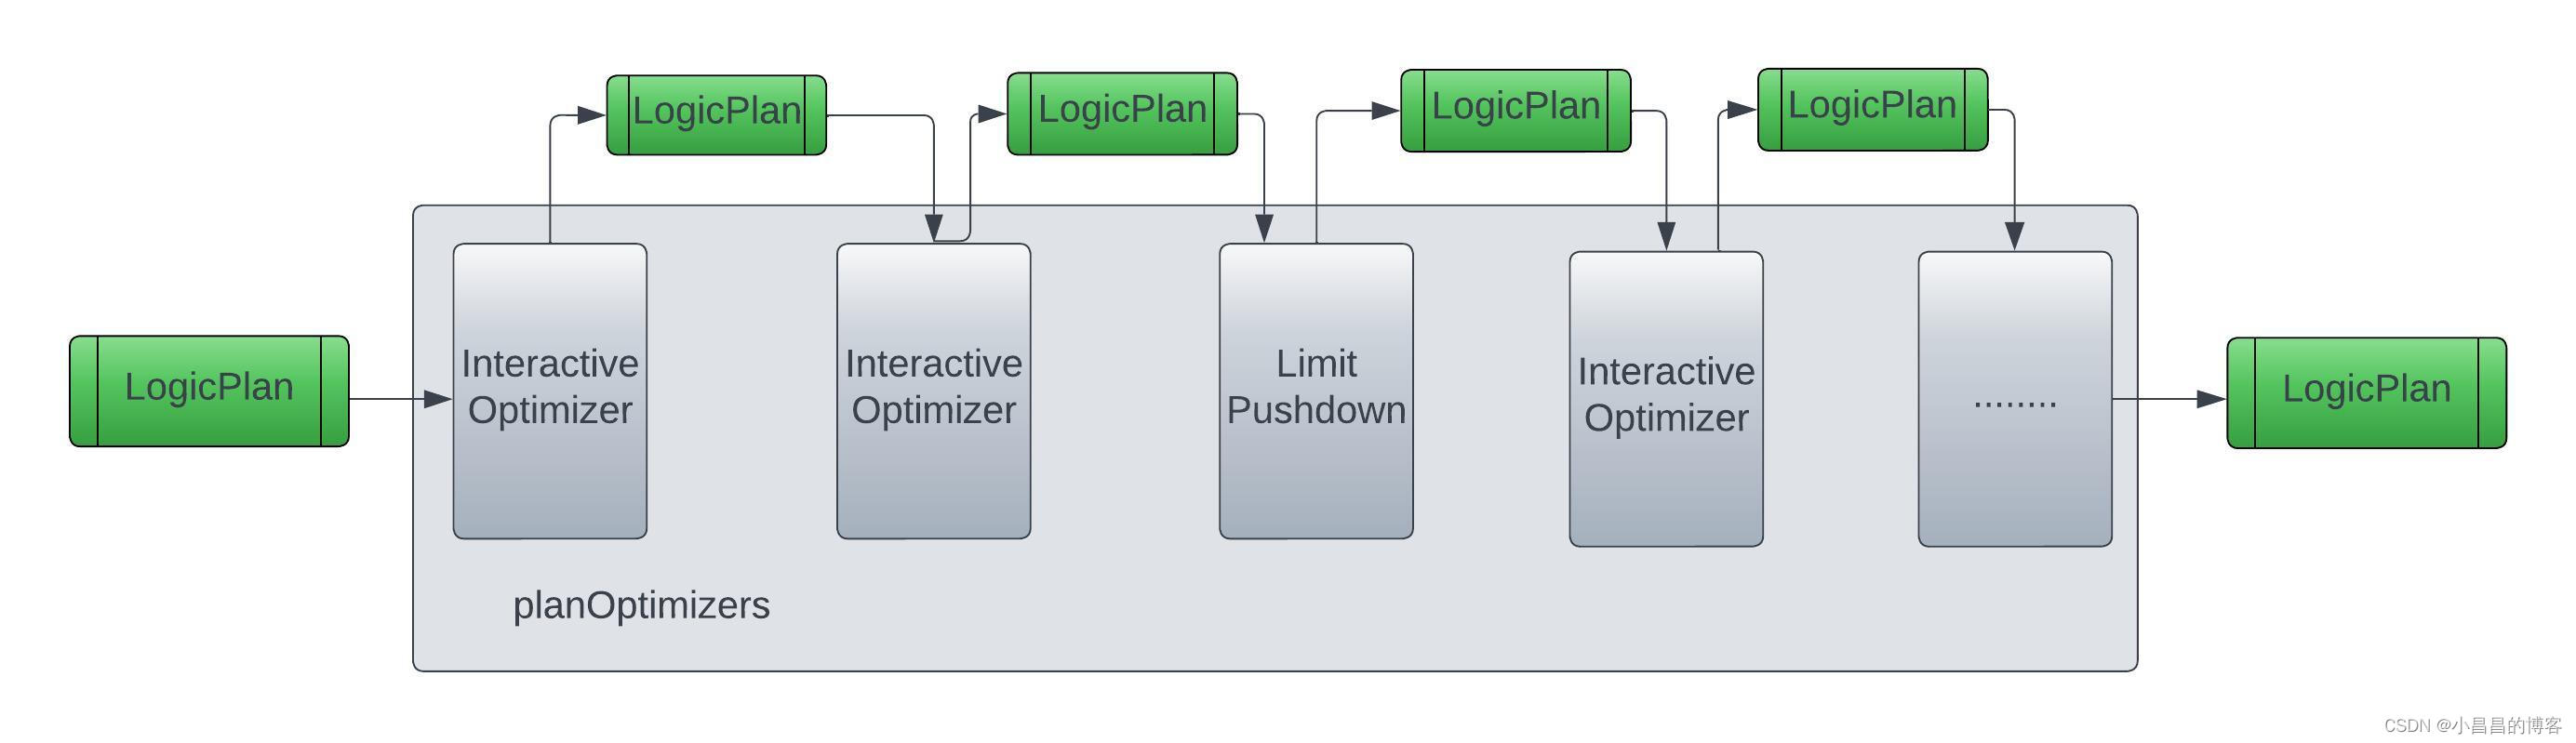 LogicPlan
LogicPlan
LogicPlan
LogicPlan
LogicPlan
Interactive
Optimizer
Interactive
Optimizer
Limit
Pushdown
Interactive
Optimizer
........
LogicPlan
planOptimizers
CSDN @小昌昌的博客